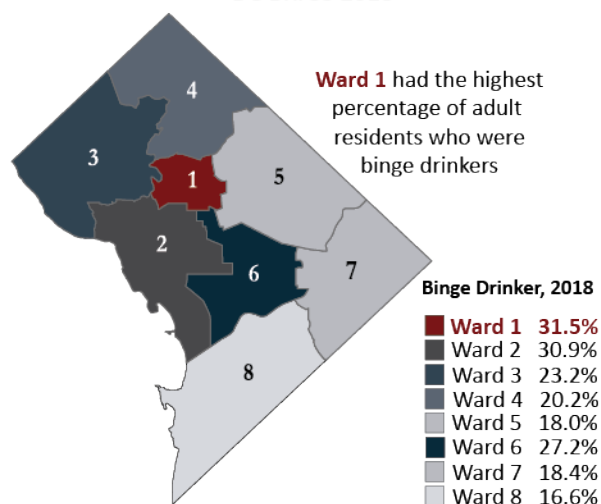 Ward 1 had the highest
percentage of adult
residents who were
binge drinkers
4
3
1
5
2
6
7
8
Binge Drinker, 2018
Ward 1 31.5%
Ward 2 30.9%
Ward 3 23.2%
Ward 4 20.2%
Ward 5 18.0%
Ward 6 27.2%
Ward 7 18.4%
Ward 8 16.6%